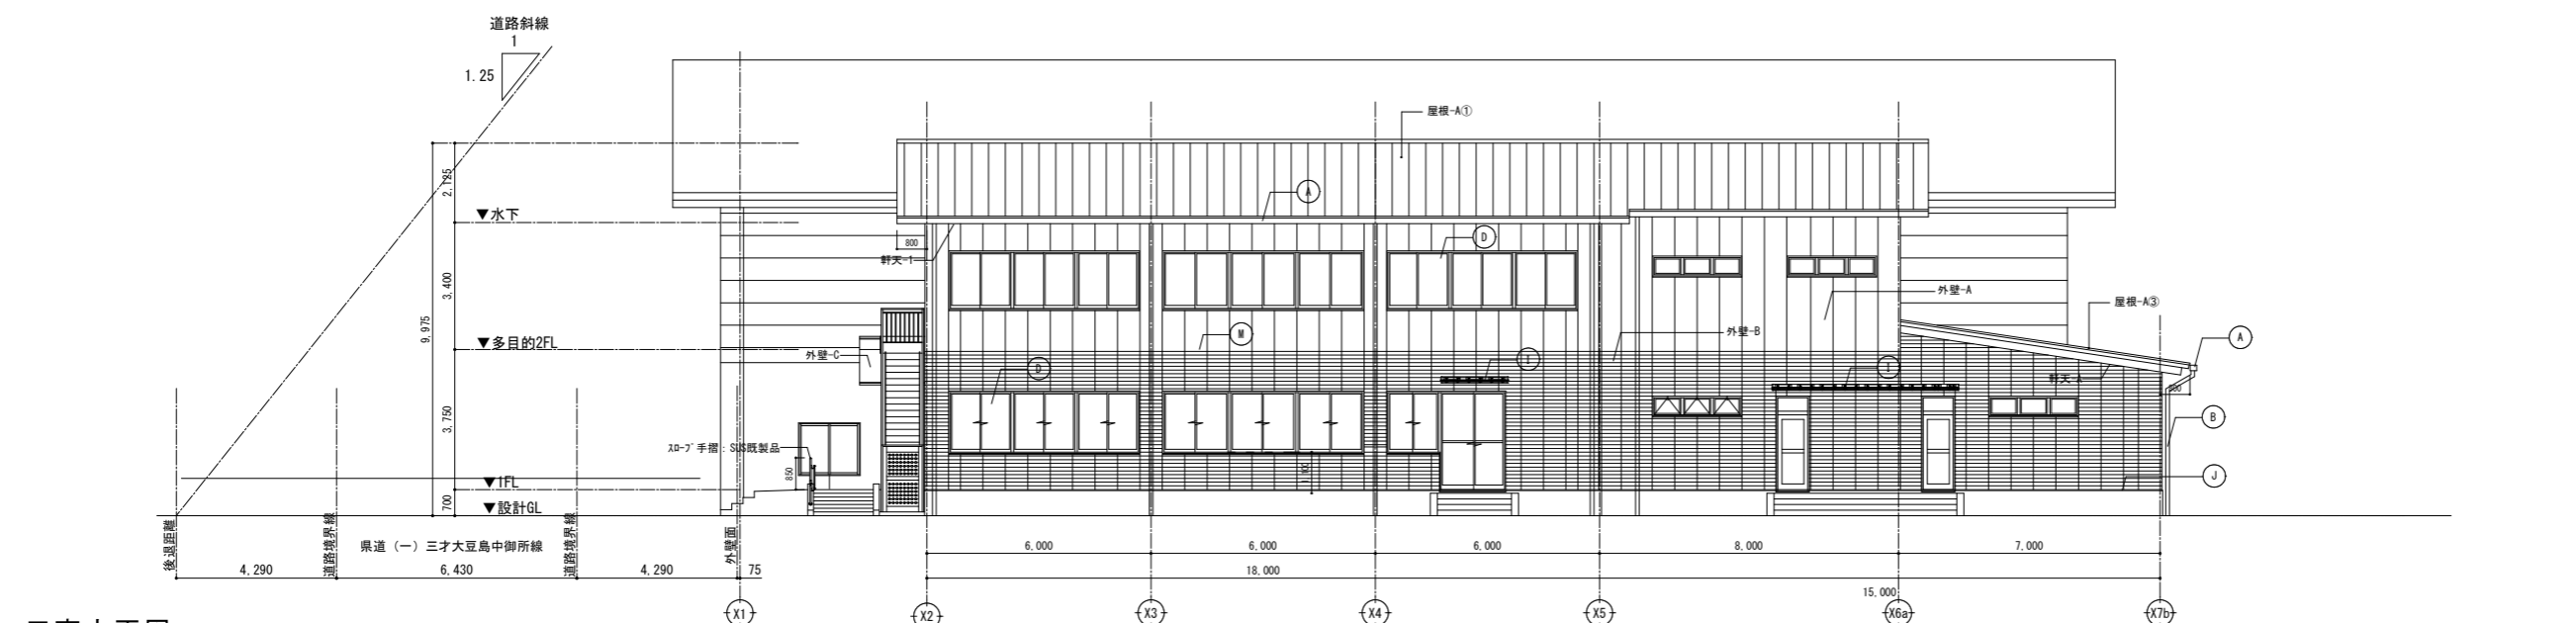 道路斜線
1
1.25
屋根-A①
2,125
A
▼水下
800
D
軒天-1
3,400
外壁-A
屋根-A③
9,975
▼多目的2FL
M
外壁-B
A
外壁-C
I
D
I
軒天-A
3,750
B
ｽﾛｰﾌﾟ手摺：SUS既製品
850
1,100
J
▼1FL
700
▼設計GL
後退距離
道路境界線
県道（一）三才大豆島中御所線
道路境界線
外壁面
6,000
6,000
6,000
8,000
7,000
4,290
6,430
4,290
75
18,000
15,000
X1
X2
X3
X4
X5
X6a
X7b